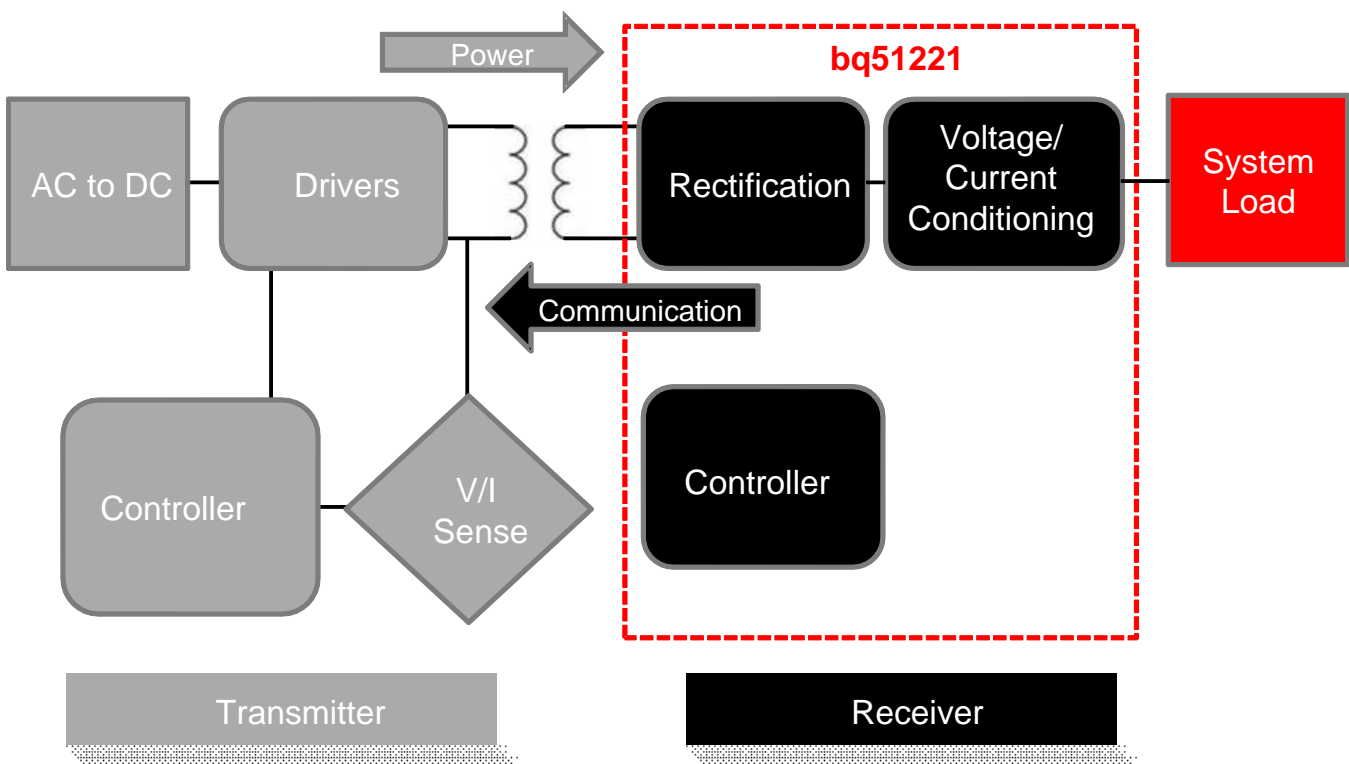 Power
bq51221
AC to DC
Drivers
Rectification
Voltage/
Current
Conditioning
System
Load
Communication
Controller
V/I
Sense
Controller
Transmitter
Receiver